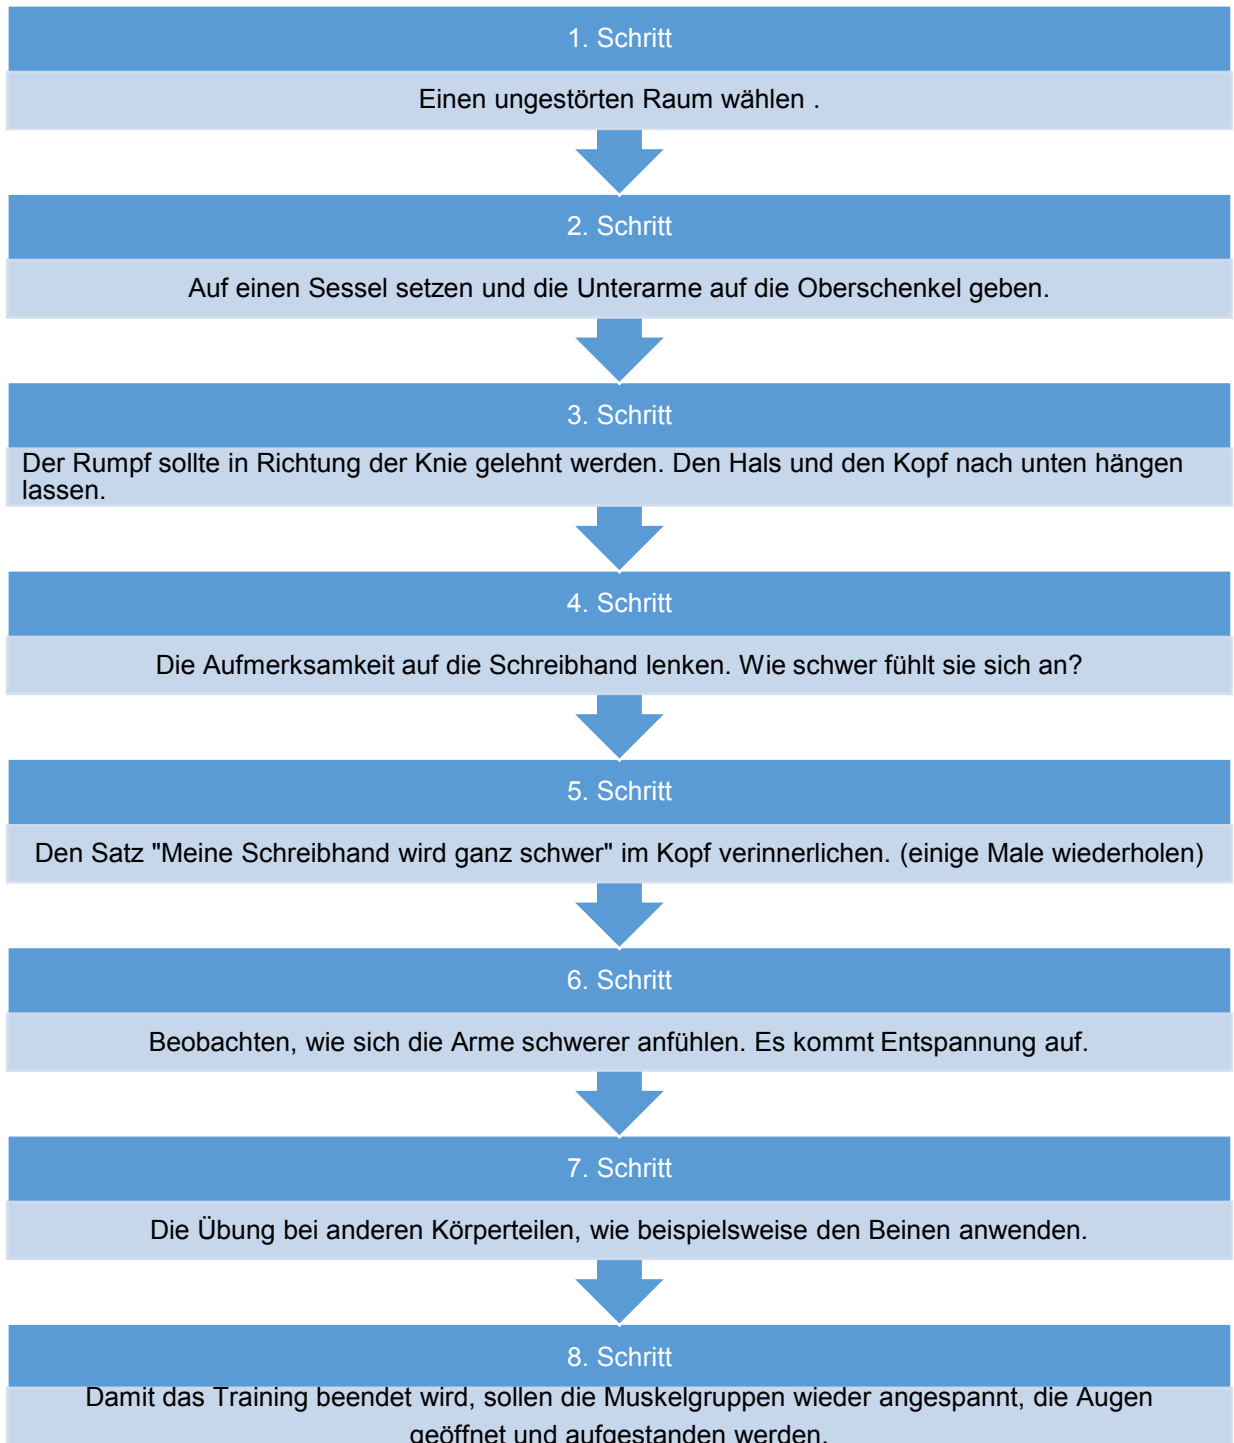 1. Schritt
Einen ungestörten Raum wählen .
2. Schritt
Auf einen Sessel setzen und die Unterarme auf die Oberschenkel geben.
3. Schritt
Der Rumpf sollte in Richtung der Knie gelehnt werden. Den Hals und den Kopf nach unten hängen
lassen.
4. Schritt
Die Aufmerksamkeit auf die Schreibhand lenken. Wie schwer fühlt sie sich an?
5. Schritt
Den Satz "Meine Schreibhand wird ganz schwer" im Kopf verinnerlichen. (einige Male wiederholen)
6. Schritt
Beobachten, wie sich die Arme schwerer anfühlen. Es kommt Entspannung auf.
7. Schritt
Die Übung bei anderen Körperteilen, wie beispielsweise den Beinen anwenden.
8. Schritt
Damit das Training beendet wird, sollen die Muskelgruppen wieder angespannt, die Augen
geöffnet und aufgestanden werden.